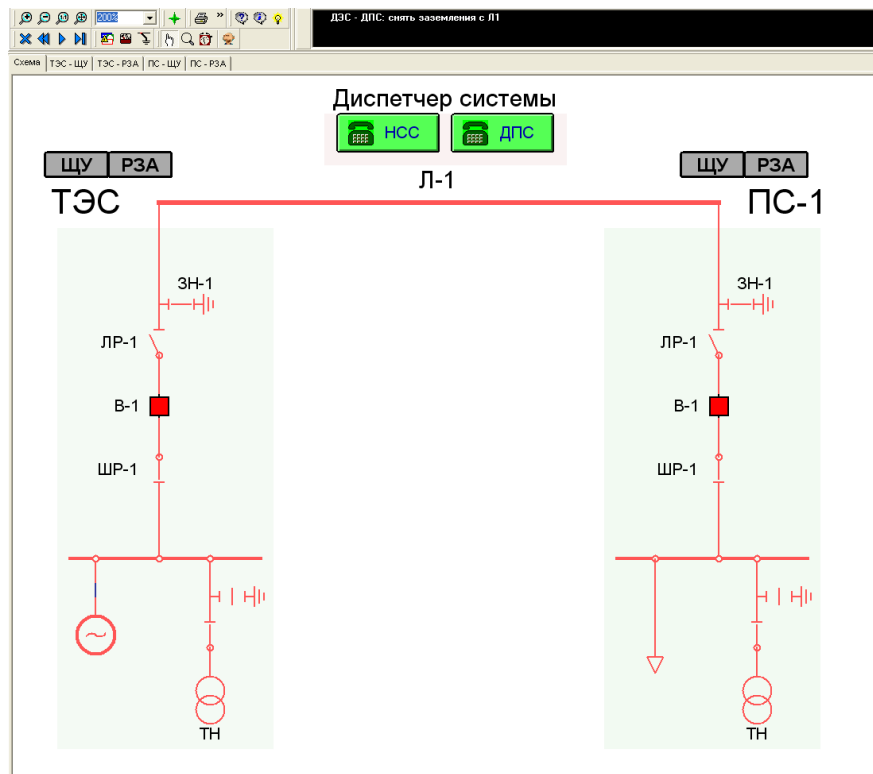 200%
»
ДЭС - ДПС: снять заземления с Л1
Схема ТЭС - ЩУ ТЭС - РЗА ПС - ЩУ ПС - РЗА
Диспетчер системы
НСС ДПС
ЩУ РЗА
ЩУ РЗА
Л-1
ТЭС
ПС-1
ЗН-1
ЗН-1
ЛР-1
ЛР-1
В-1
В-1
ШР-1
ШР-1
ТН
ТН